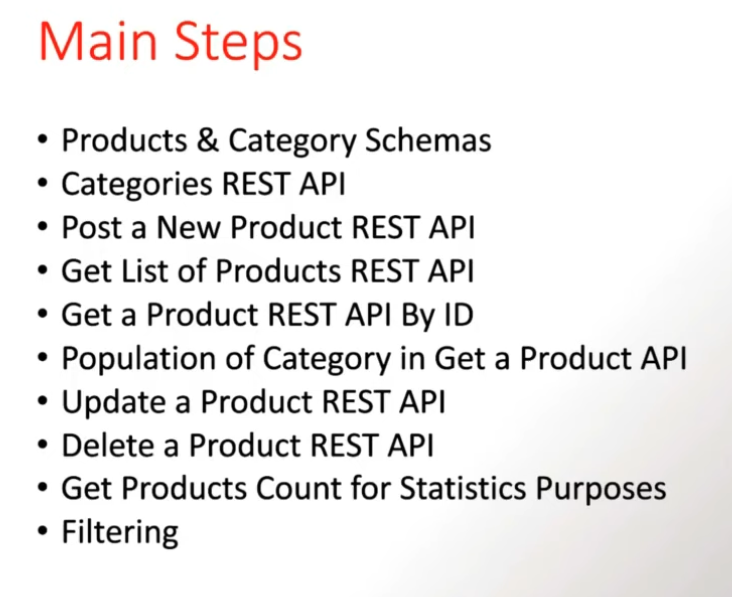 Main Steps
• Products & Category Schemas
• Categories REST API
• Post a New Product REST API
• Get List of Products REST API
• Get a Product REST API By ID
• Population of Category in Get a Product API
• Update a Product REST API
• Delete a Product REST API
• Get Products Count for Statistics Purposes
• Filtering